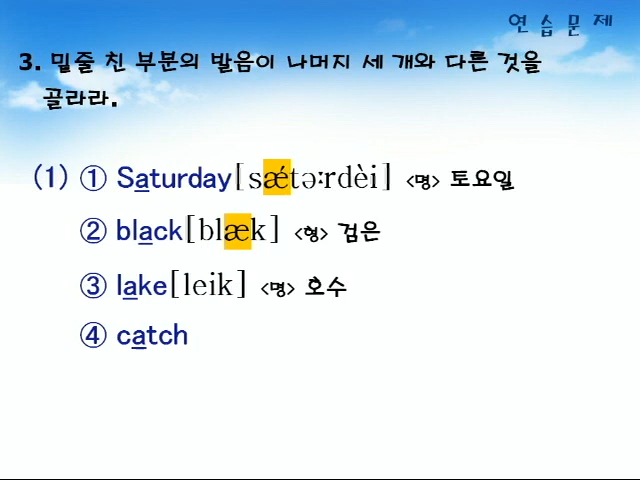 연습문제
3. 밑줄 친 부분의 발음이 나머지 세 개와 다른 것을
골라라.
(1) ① Saturday[sǽtə:rdèi] <명> 토요일
② black[blæk] <형> 검은
③ lake[leik] <명> 호수
④ catch